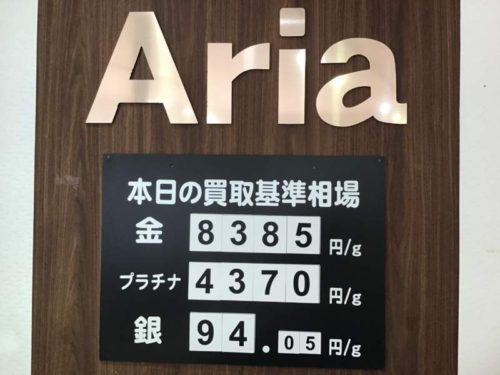 Aria
本日の買取基準相場
金 8385 円/g
プラチナ 4370 円/g
銀 94.05 円/g